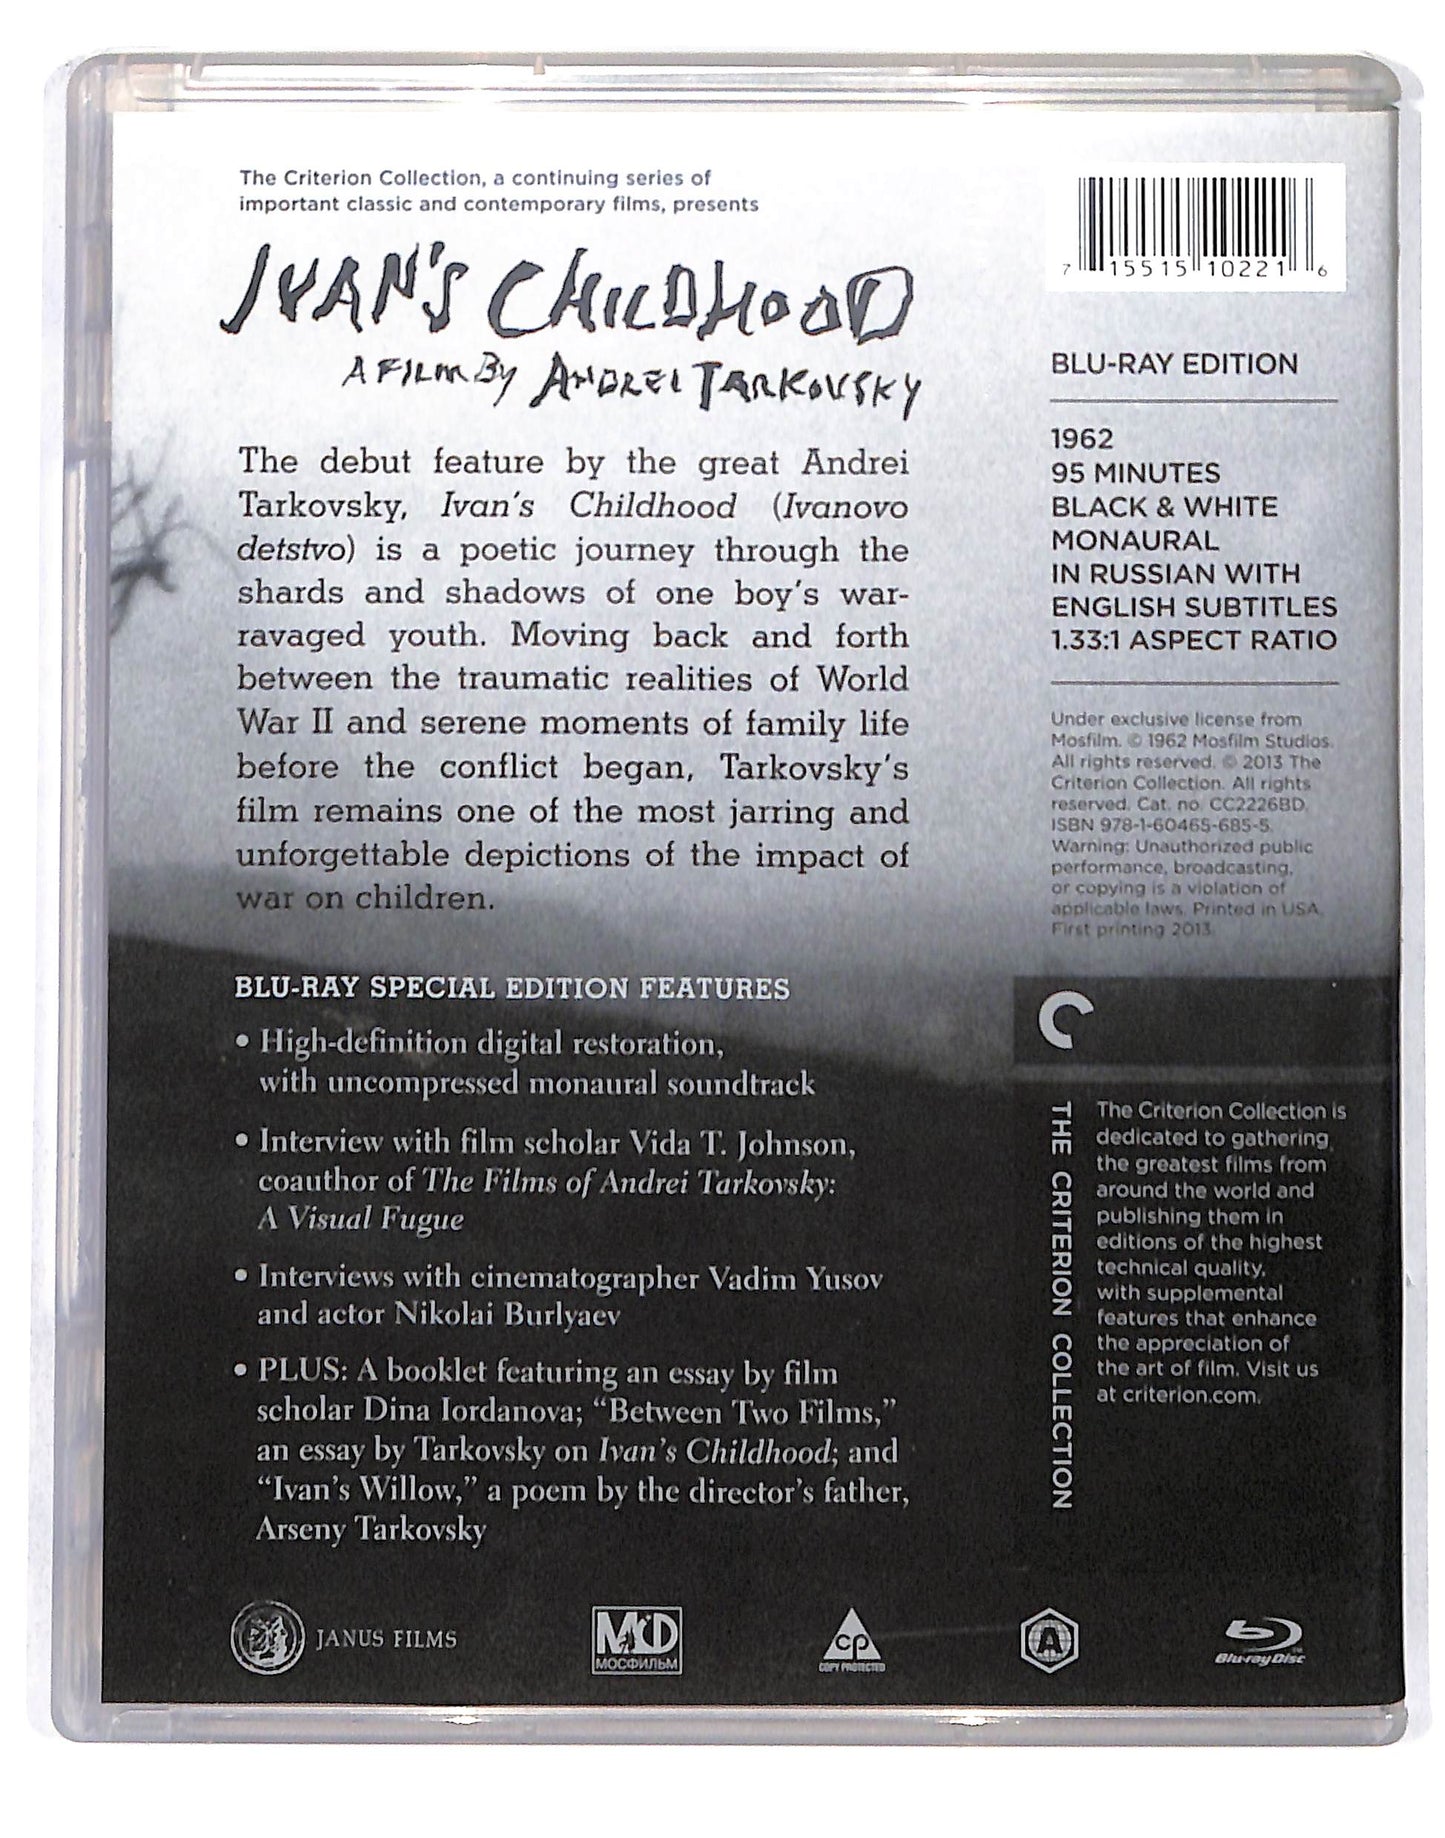 The Criterion Collection, a continuing series of
important classic and contemporary films, presents
IVAN'S CHILDHOOD
A FILM BY ANDREI TARKOVSKY
The debut feature by the great Andrei
Tarkovsky, Ivan's Childhood (Ivanovo
detstvo) is a poetic journey through the
shards and shadows of one boy's war-
ravaged youth. Moving back and forth
between the traumatic realities of World
War II and serene moments of family life
before the conflict began, Tarkovsky's
film remains one of the most jarring and
unforgettable depictions of the impact of
war on children.
BLU-RAY SPECIAL EDITION FEATURES
• High-definition digital restoration,
with uncompressed monaural soundtrack
• Interview with film scholar Vida T. Johnson,
coauthor of The Films of Andrei Tarkovsky:
A Visual Fugue
• Interviews with cinematographer Vadim Yusov
and actor Nikolai Burlyaev
• PLUS: A booklet featuring an essay by film
scholar Dina Iordanova; “Between Two Films,”
an essay by Tarkovsky on Ivan's Childhood; and
“Ivan's Willow,” a poem by the director's father,
Arseny Tarkovsky
7 15515 10221 6
BLU-RAY EDITION
1962
95 MINUTES
BLACK & WHITE
MONAURAL
IN RUSSIAN WITH
ENGLISH SUBTITLES
1.33:1 ASPECT RATIO
Under exclusive license from
Mosfilm. © 1962 Mosfilm Studios.
All rights reserved. © 2013 The
Criterion Collection. All rights
reserved. Cat. no. CC2226BD.
ISBN 978-1-60465-685-5.
Warning: Unauthorized public
performance, broadcasting,
or copying is a violation of
applicable laws. Printed in USA.
First printing 2013.
THE CRITERION COLLECTION
The Criterion Collection is
dedicated to gathering
the greatest films from
around the world and
publishing them in
editions of the highest
technical quality,
with supplemental
features that enhance
the appreciation of
the art of film. Visit us
at criterion.com.
JANUS FILMS
МОСФИЛЬМ
CP
COPY PROTECTED
A
Blu-ray Disc